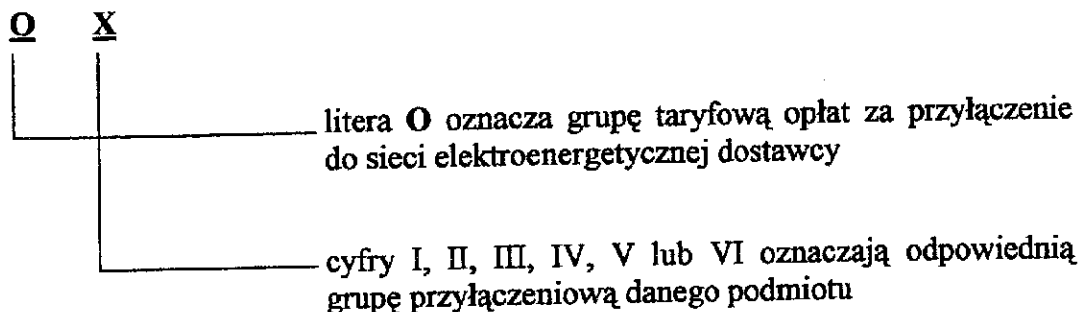 O X
litera O oznacza grupę taryfową opłat za przyłączenie
do sieci elektroenergetycznej dostawcy
cyfry I, II, III, IV, V lub VI oznaczają odpowiednią
grupę przyłączeniową danego podmiotu